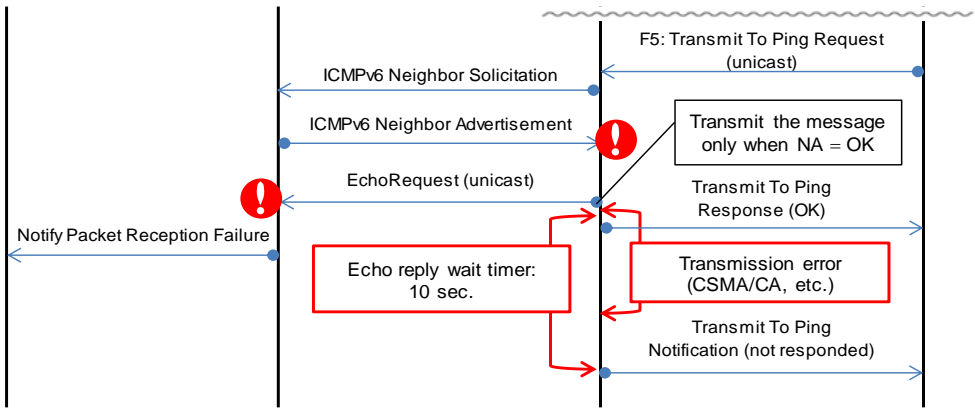 F5: Transmit To Ping Request
(unicast)
ICMPv6 Neighbor Solicitation
ICMPv6 Neighbor Advertisement
Transmit the message
only when NA = OK
EchoRequest (unicast)
Transmit To Ping
Response (OK)
Notify Packet Reception Failure
Echo reply wait timer:
10 sec.
Transmission error
(CSMA/CA, etc.)
Transmit To Ping
Notification (not responded)